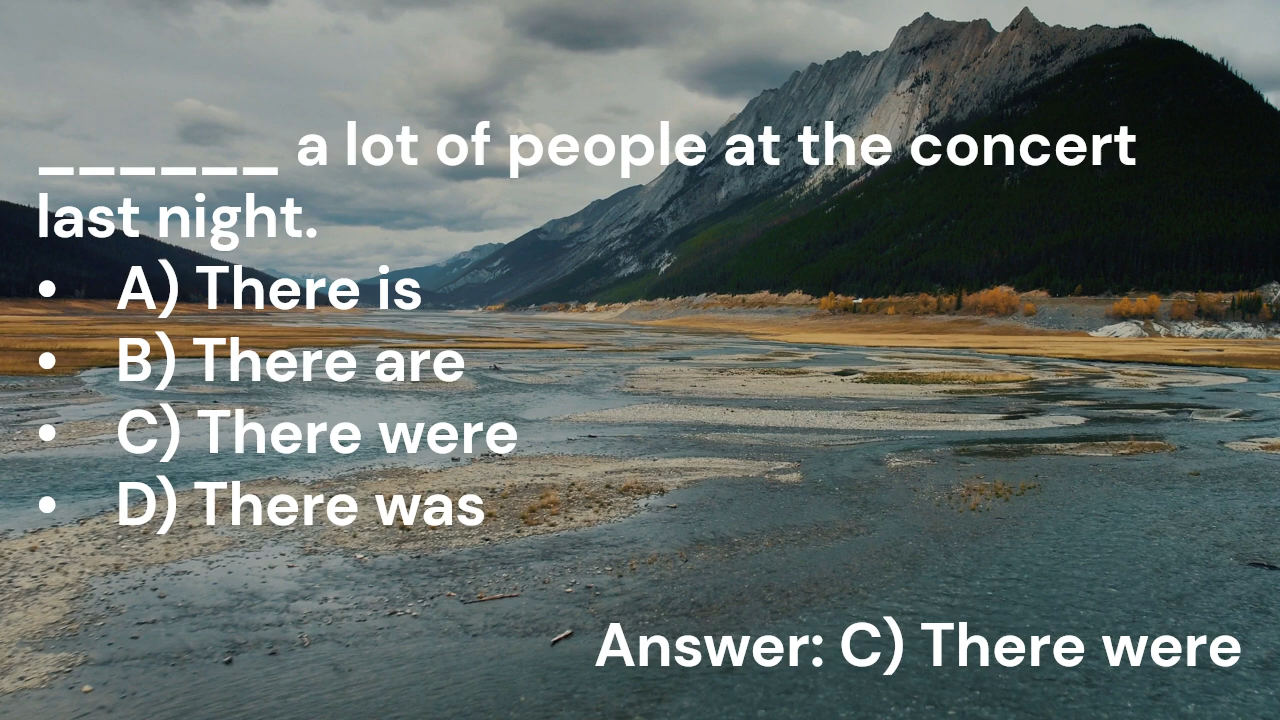 ______ a lot of people at the concert
last night.
• A) There is
• B) There are
• C) There were
• D) There was
Answer: C) There were